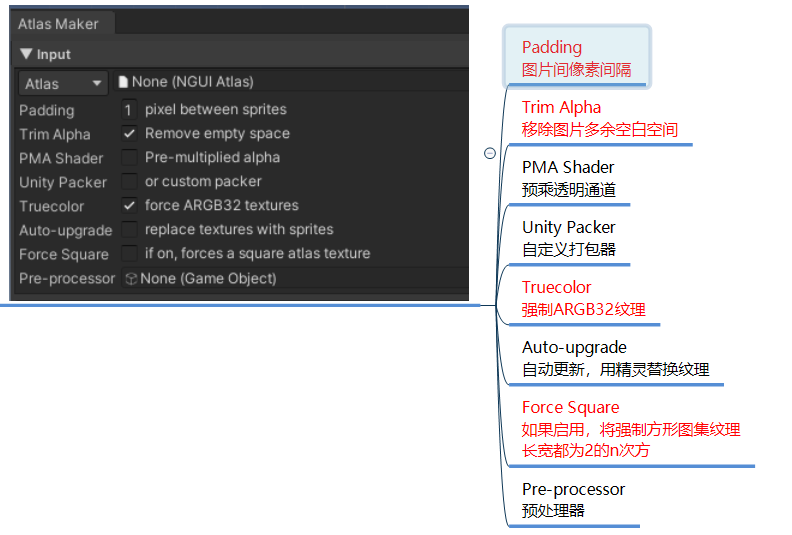 Atlas Maker
Input
Atlas
None (NGUI Atlas)
Padding 1 pixel between sprites
Trim Alpha Remove empty space
PMA Shader Pre-multiplied alpha
Unity Packer or custom packer
Truecolor force ARGB32 textures
Auto-upgrade replace textures with sprites
Force Square if on, forces a square atlas texture
Pre-processor None (Game Object)
Padding
图片间像素间隔
Trim Alpha
移除图片多余空白空间
PMA Shader
预乘透明通道
Unity Packer
自定义打包器
Truecolor
强制ARGB32纹理
Auto-upgrade
自动更新，用精灵替换纹理
Force Square
如果启用，将强制方形图集纹理
长宽都为2的n次方
Pre-processor
预处理器